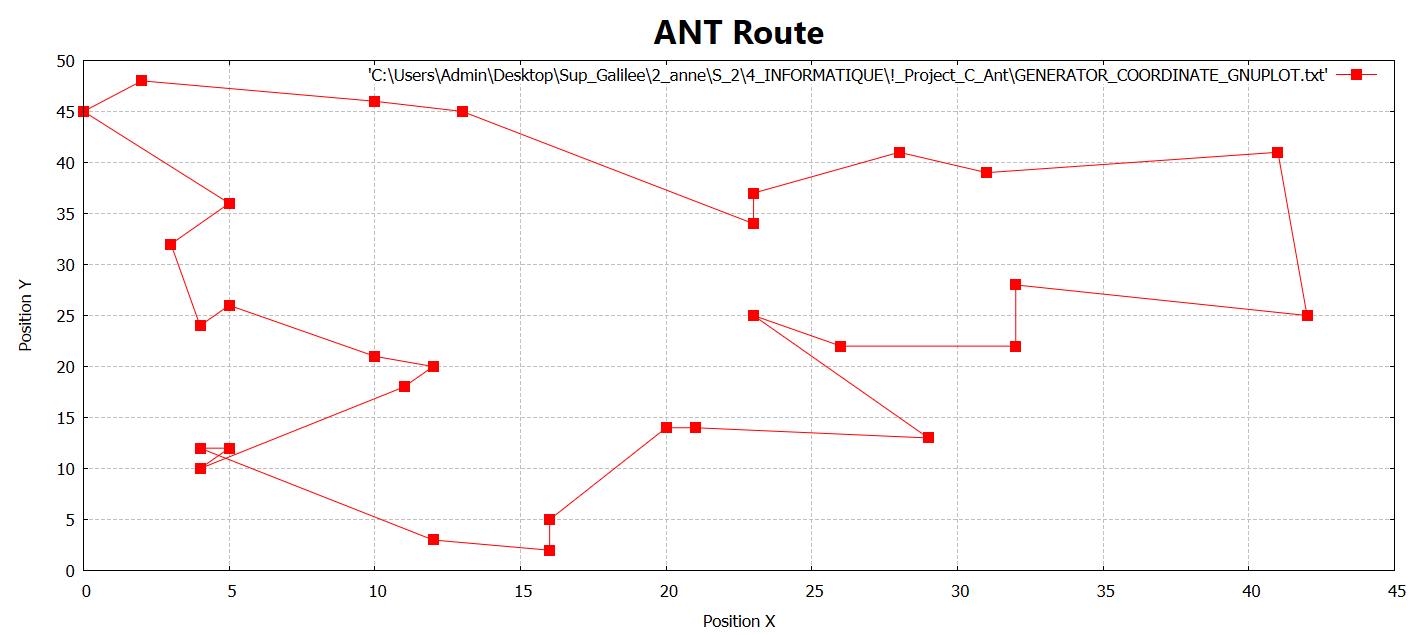 ANT Route
'C:\Users\Admin\Desktop\Sup_Galilee\2_anne\S_2\4_INFORMATIQUE\!_Project_C_Ant\GENERATOR_COORDINATE_GNUPLOT.txt'
50
45
40
35
30
25
20
15
10
5
0
Position Y
0 5 10 15 20 25 30 35 40 45
Position X